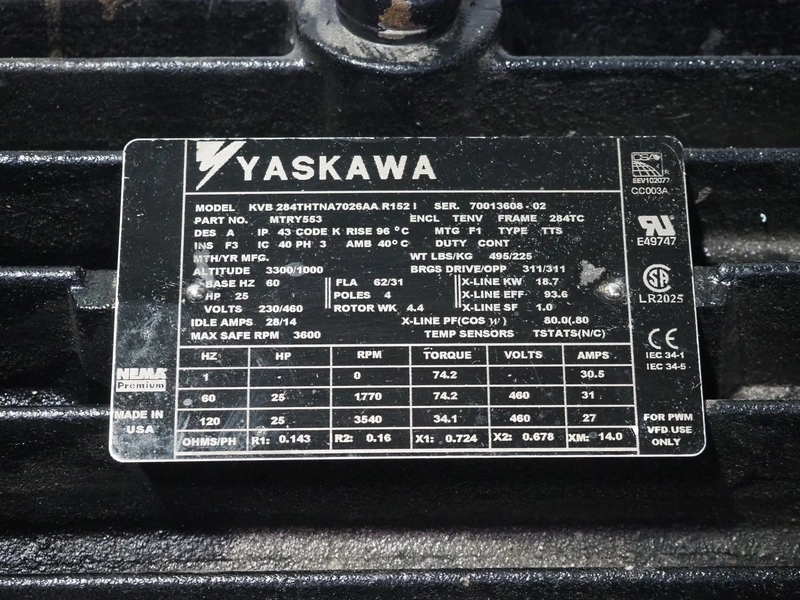 YASKAWA
MODEL KVB 284THTNA7026AA R152 I SER. 70013608 - 02
PART NO. MTRY553 ENCL TENV FRAME 284TC
DES A IP 43 CODE K RISE 96 °C MTG F1 TYPE TTS
INS F3 IC 40 PH 3 AMB 40°C DUTY CONT
MTH/YR MFG. WT LBS/KG 495/225
ALTITUDE 3300/1000 BRGS DRIVE/OPP 311/311
BASE HZ 60 FLA 62/31 X-LINE KW 18.7
HP 25 POLES 4 X-LINE EFF 93.6
VOLTS 230/460 ROTOR WK 4.4 X-LINE SF 1.0
IDLE AMPS 28/14 X-LINE PF(COS w) 80.0(.80
MAX SAFE RPM 3600 TEMP SENSORS TSTATS(N/C)
HZ HP RPM TORQUE VOLTS AMPS
1 - 0 74.2 - 30.5
60 25 1770 74.2 460 31
120 25 3540 34.1 460 27
OHMS/PH R1: 0.143 R2: 0.16 X1: 0.724 X2: 0.678 XM: 14.0
NEMA
Premium
MADE IN
USA
CSA
EEV102077
CC003A
E49747
LR2025
CE
IEC 34-1
IEC 34-5
FOR PWM
VFD USE
ONLY